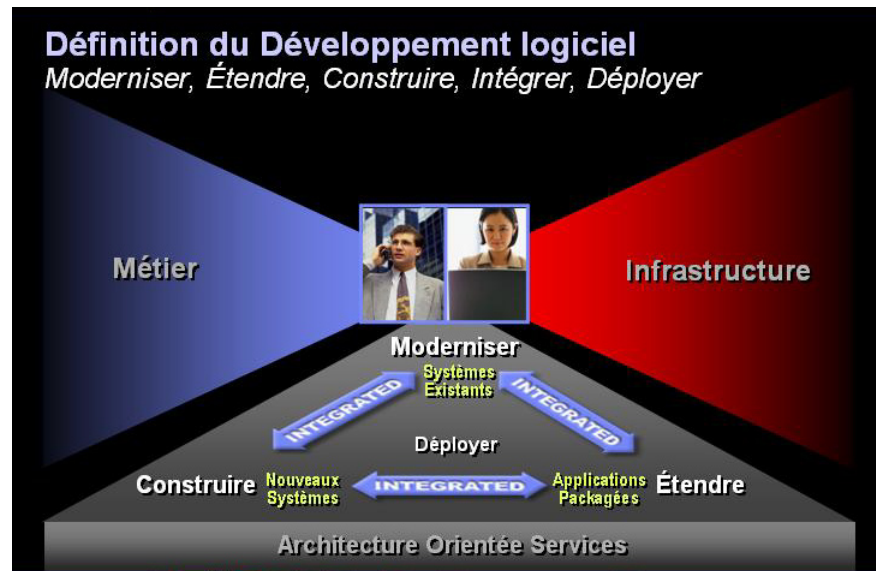 Définition du Développement logiciel
Moderniser, Étendre, Construire, Intégrer, Déployer
Métier
Infrastructure
Moderniser
Systèmes
Existants
INTEGRATED
INTEGRATED
Déployer
Construire
Nouveaux
Systèmes
INTEGRATED
Applications
Packagées
Étendre
Architecture Orientée Services